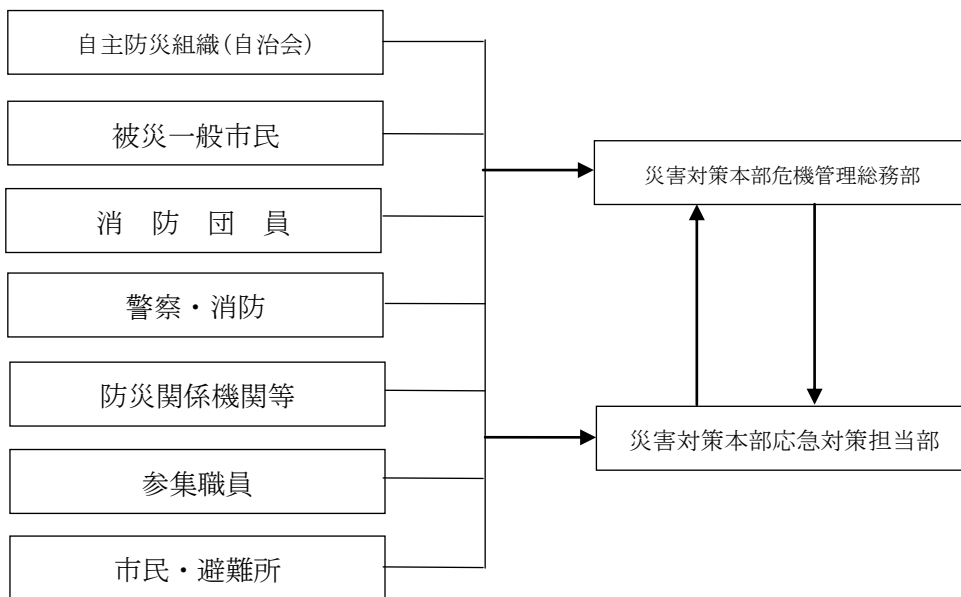 自主防災組織(自治会)
被災一般市民
消　防　団　員
警察・消防
防災関係機関等
参集職員
市民・避難所
災害対策本部危機管理総務部
災害対策本部応急対策担当部